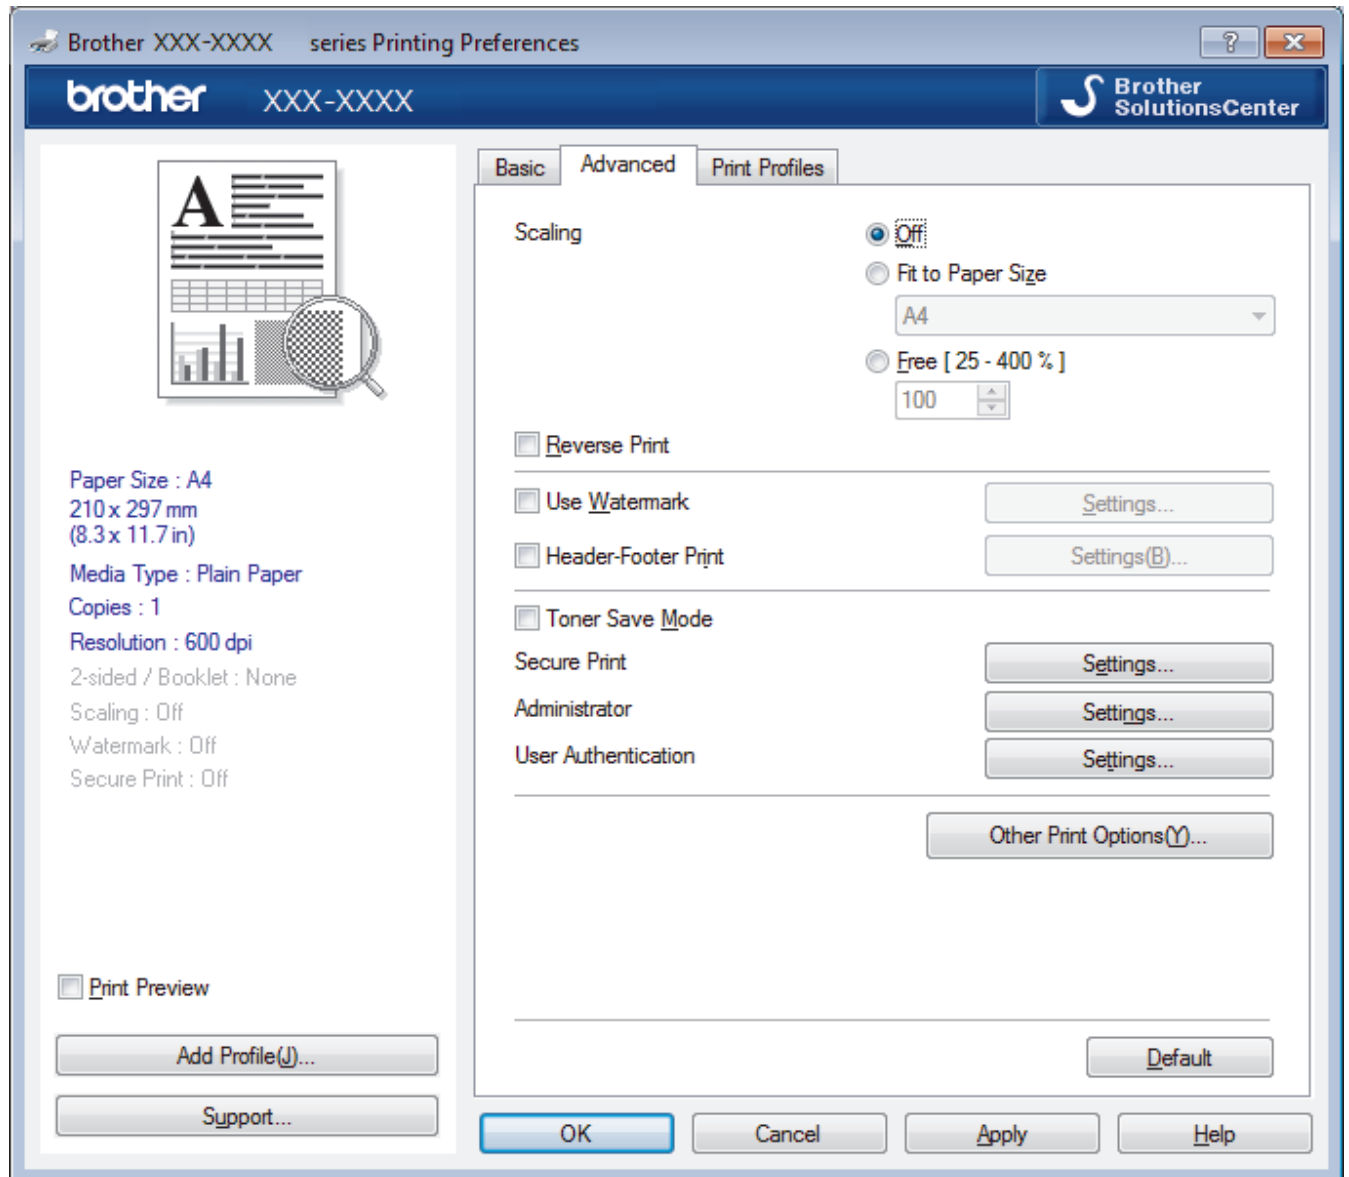 Brother XXX-XXXX series Printing Preferences
brother XXX-XXXX
Brother
SolutionsCenter
A
Paper Size : A4
210 x 297 mm
(8.3 x 11.7 in)
Media Type : Plain Paper
Copies : 1
Resolution : 600 dpi
2-sided / Booklet : None
Scaling : Off
Watermark : Off
Secure Print : Off
Print Preview
Add Profile(J)...
Support...
Basic Advanced Print Profiles
Scaling Off
Fit to Paper Size
A4
Free [ 25 - 400 % ]
100
Reverse Print
Use Watermark Settings...
Header-Footer Print Settings(B)...
Toner Save Mode
Secure Print Settings...
Administrator Settings...
User Authentication Settings...
Other Print Options(Y)...
Default
OK Cancel Apply Help